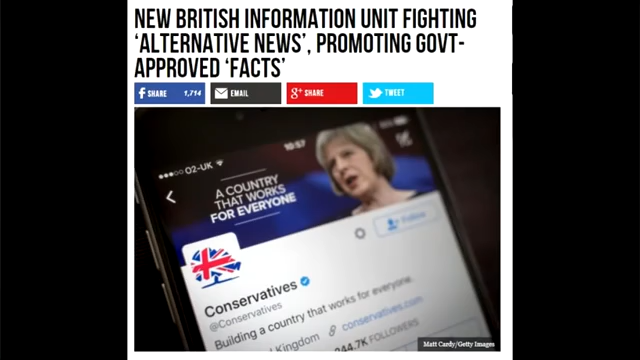 NEW BRITISH INFORMATION UNIT FIGHTING
‘ALTERNATIVE NEWS’, PROMOTING GOVT-
APPROVED ‘FACTS’
f SHARE 1,714
EMAIL
g+ SHARE
TWEET
O2-UK
10:57
A COUNTRY
THAT WORKS
FOR EVERYONE
Follow
Conservatives
@Conservatives
Building a country that works for everyone.
Kingdom
conservatives.com
244.7K FOLLOWERS
Matt Cardy/Getty Images